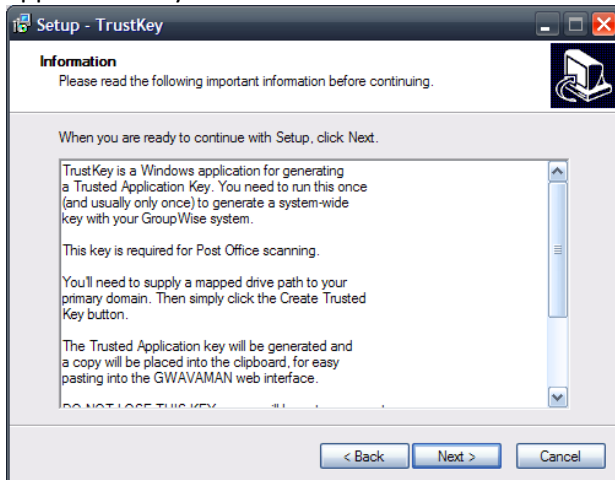 Setup - TrustKey
Information
Please read the following important information before continuing.
When you are ready to continue with Setup, click Next.
TrustKey is a Windows application for generating
a Trusted Application Key. You need to run this once
(and usually only once) to generate a system-wide
key with your GroupWise system.
This key is required for Post Office scanning.
You'll need to supply a mapped drive path to your
primary domain. Then simply click the Create Trusted
Key button.
The Trusted Application key will be generated and
a copy will be placed into the clipboard, for easy
pasting into the GWAVAMAN web interface.
DO NOT LOSE THIS KEY
< Back
Next >
Cancel